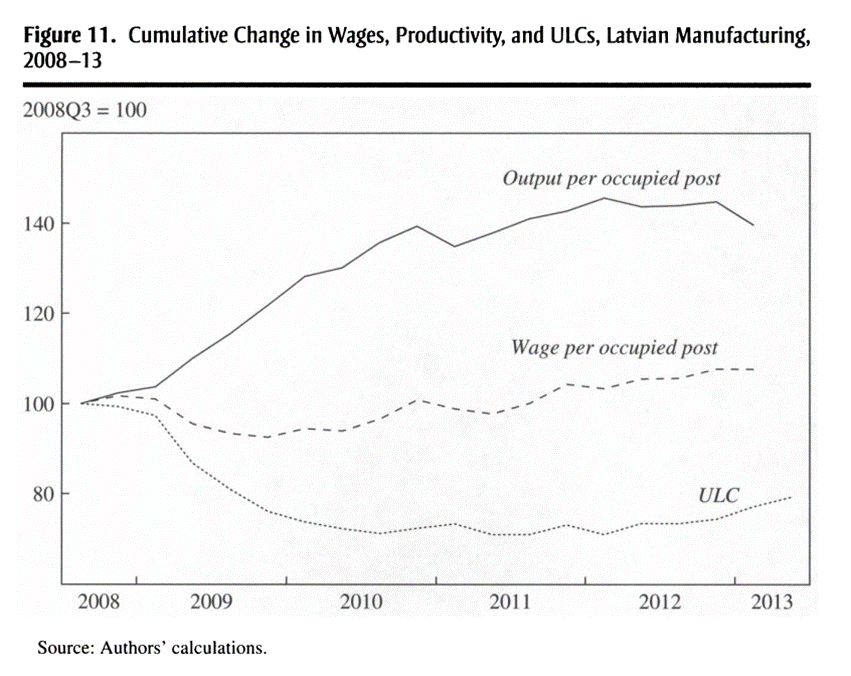 Figure 11. Cumulative Change in Wages, Productivity, and ULCs, Latvian Manufacturing,
2008–13
2008Q3 = 100
Output per occupied post
140
120
Wage per occupied post
100
80
ULC
2008 2009 2010 2011 2012 2013
Source: Authors’ calculations.